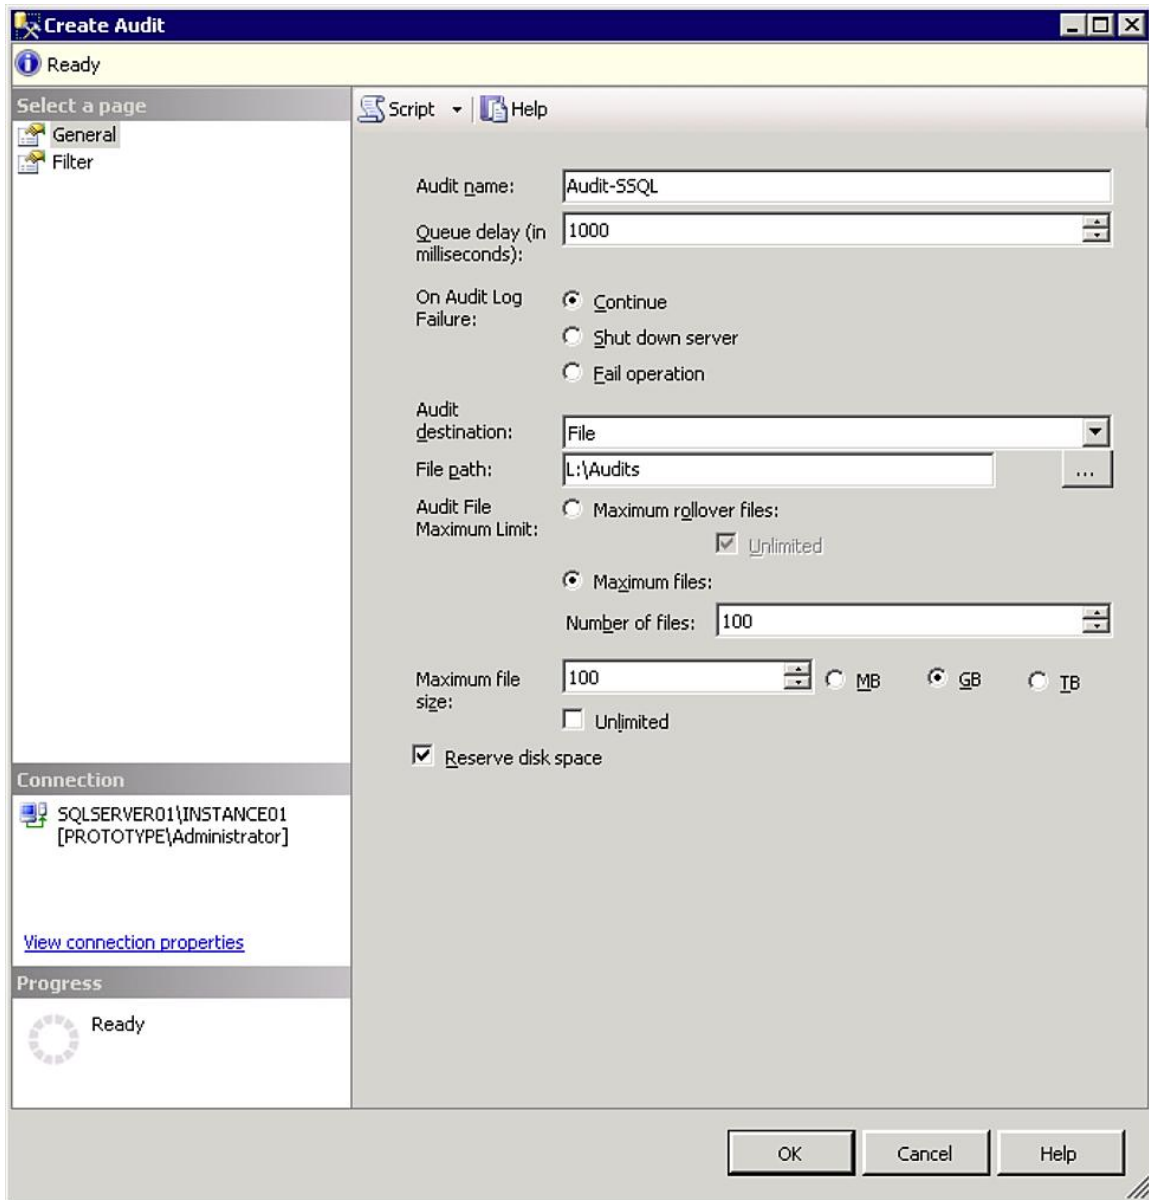 Create Audit
Ready
Select a page
General
Filter
Script
Help
Audit name:
Audit-SSQL
Queue delay (in
milliseconds):
1000
On Audit Log
Failure:
Continue
Shut down server
Fail operation
Audit
destination:
File
File path:
L:\Audits
...
Audit File
Maximum Limit:
Maximum rollover files:
Unlimited
Maximum files:
Number of files:
100
Maximum file
size:
100
MB
GB
TB
Unlimited
Reserve disk space
Connection
SQLSERVER01\INSTANCE01
[PROTOTYPE\Administrator]
View connection properties
Progress
Ready
OK
Cancel
Help